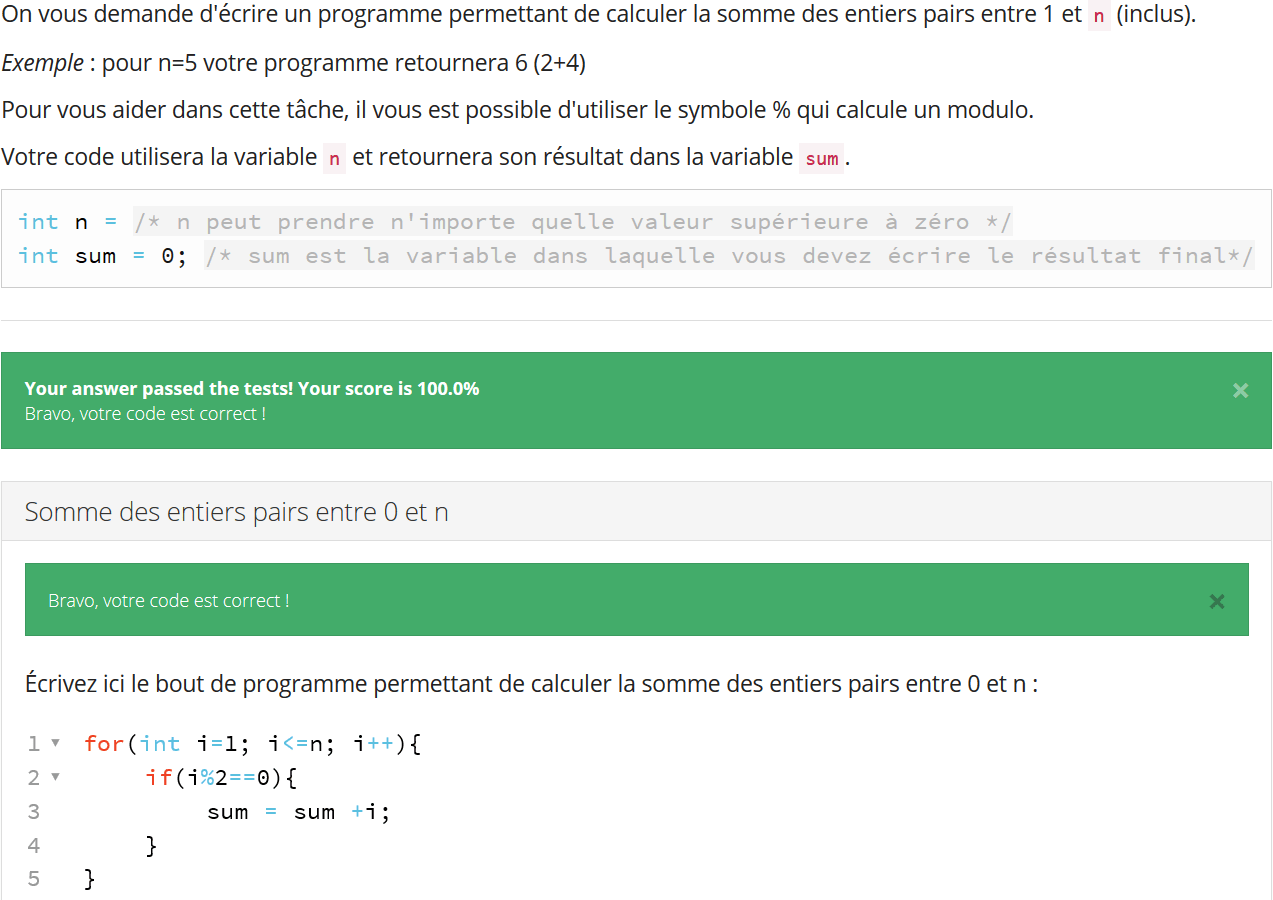 On vous demande d'écrire un programme permettant de calculer la somme des entiers pairs entre 1 et n (inclus).
Exemple : pour n=5 votre programme retournera 6 (2+4)
Pour vous aider dans cette tâche, il vous est possible d'utiliser le symbole % qui calcule un modulo.
Votre code utilisera la variable n et retournera son résultat dans la variable sum.
int n = /* n peut prendre n'importe quelle valeur supérieure à zéro */
int sum = 0; /* sum est la variable dans laquelle vous devez écrire le résultat final*/
Your answer passed the tests! Your score is 100.0%
Bravo, votre code est correct !
Somme des entiers pairs entre 0 et n
Bravo, votre code est correct !
Écrivez ici le bout de programme permettant de calculer la somme des entiers pairs entre 0 et n :
1 for(int i=1; i<=n; i++){
2 if(i%2==0){
3 sum = sum +i;
4 }
5 }